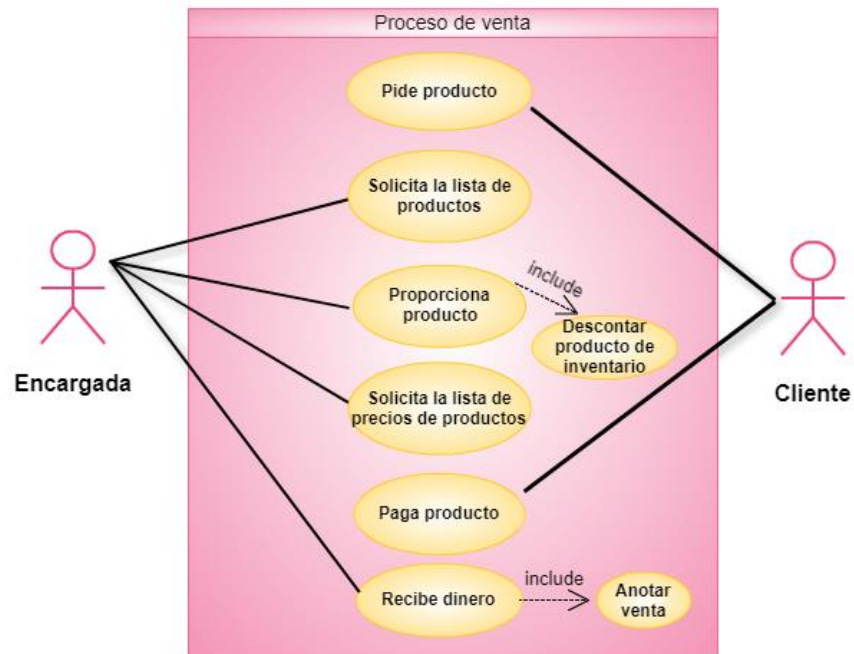 Proceso de venta
Pide producto
Solicita la lista de
productos
Proporciona
producto
include
Descontar
producto de
inventario
Encargada
Cliente
Solicita la lista de
precios de productos
Paga producto
Recibe dinero
include
Anotar
venta